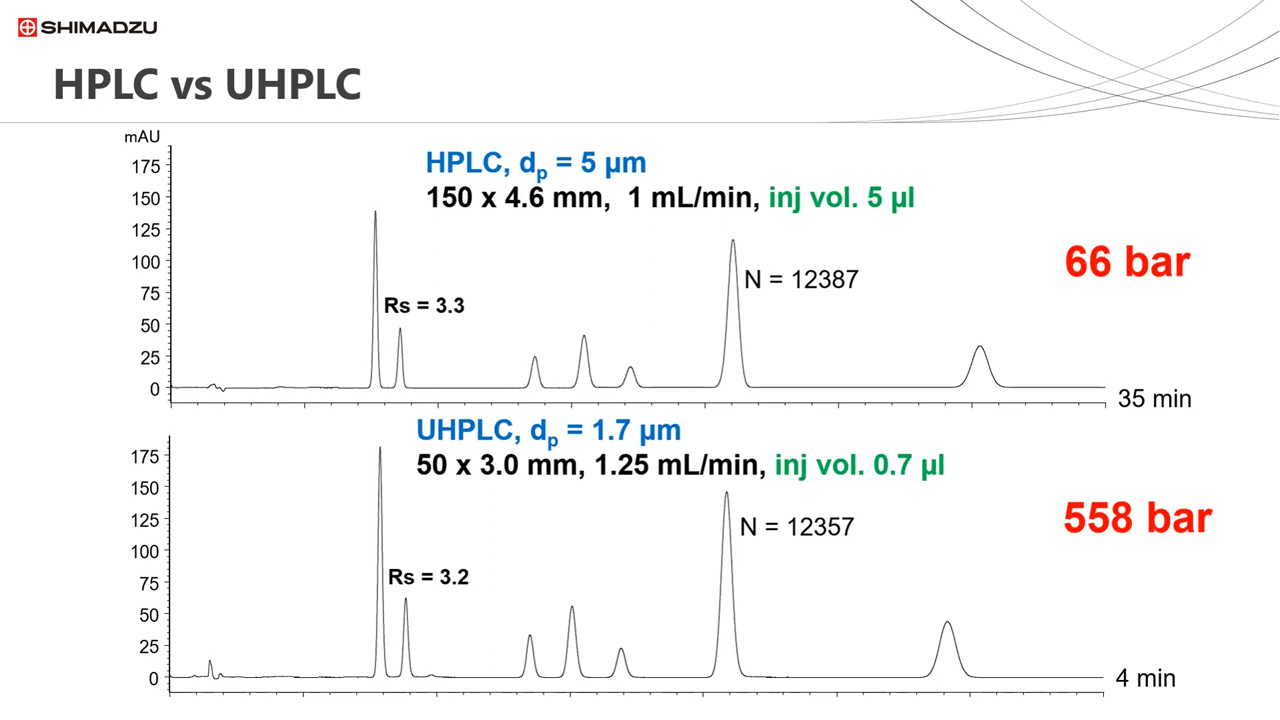 SHIMADZU
HPLC vs UHPLC
mAU
175
150
125
100
75
50
25
0
HPLC, dp = 5 µm
150 x 4.6 mm, 1 mL/min, inj vol. 5 µl
66 bar
N = 12387
Rs = 3.3
35 min
UHPLC, dp = 1.7 µm
50 x 3.0 mm, 1.25 mL/min, inj vol. 0.7 µl
175
150
125
100
75
50
25
0
558 bar
N = 12357
Rs = 3.2
4 min